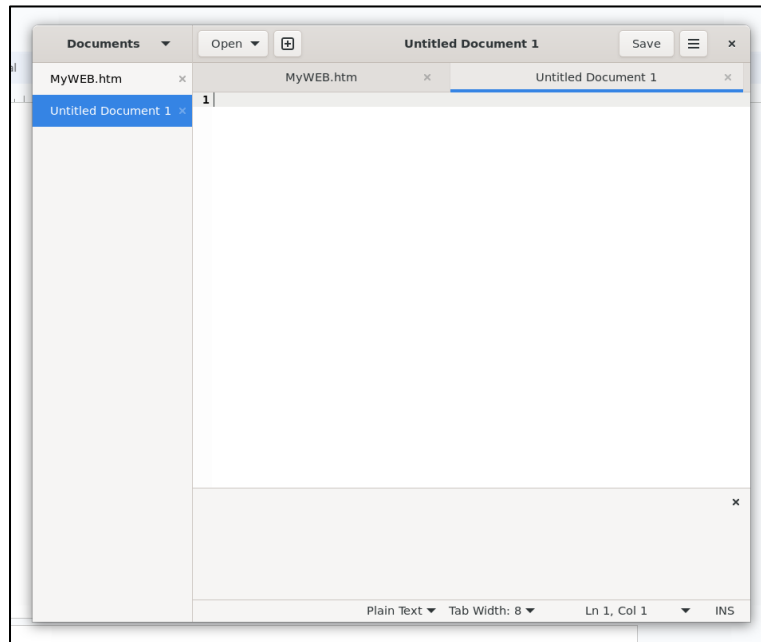 Documents
Open
Untitled Document 1
Save
MyWEB.htm
Untitled Document 1
MyWEB.htm
Untitled Document 1
1
Plain Text
Tab Width: 8
Ln 1, Col 1
INS